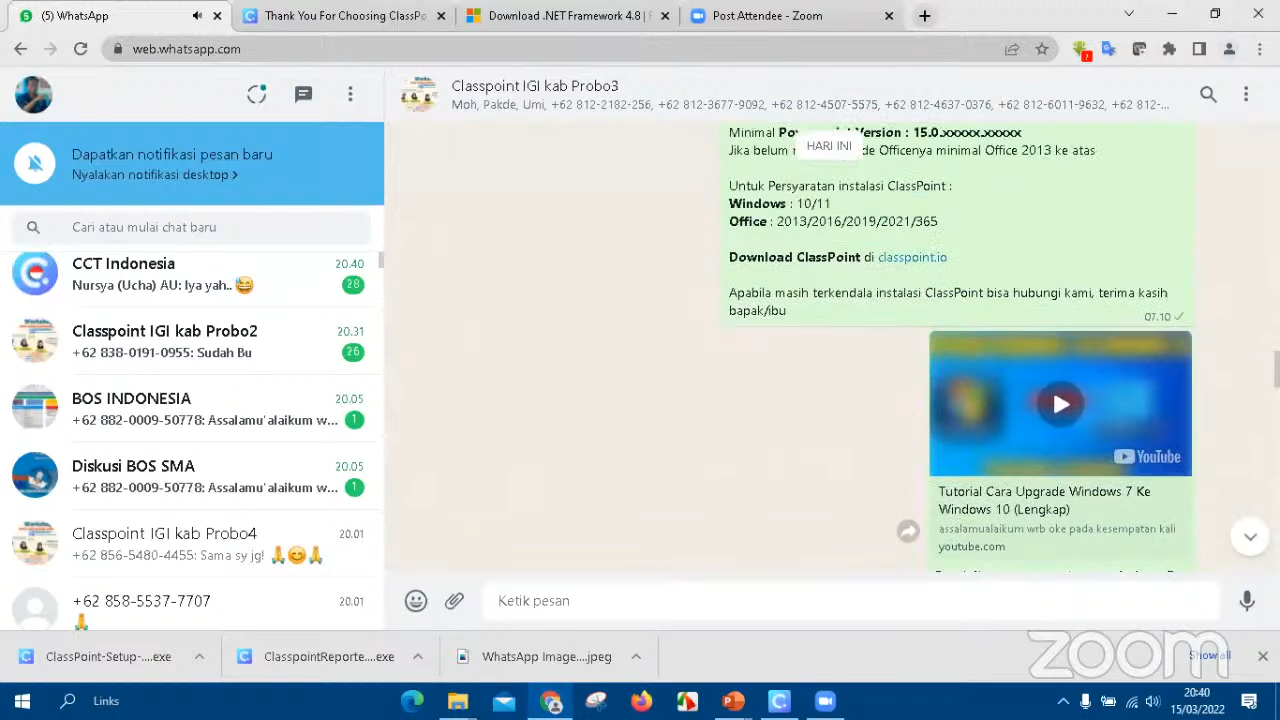 (5) WhatsApp
Thank You For Choosing ClassPo
Download .NET Framework 4.8 | F
Post Attendee - Zoom
web.whatsapp.com
Classpoint IGI kab Probo3
Moh, Pakde, Umi, +62 812-2182-256, +62 812-3677-9092, +62 812-4507-5575, +62 812-4637-0376, +62 812-6011-9632, +62 812-...
Dapatkan notifikasi pesan baru
Nyalakan notifikasi desktop >
Cari atau mulai chat baru
CCT Indonesia
20.40
Nursya (Ucha) AU: Iya yah.. 😅
28
Classpoint IGI kab Probo2
20.31
+62 838-0191-0955: Sudah Bu
26
BOS INDONESIA
20.05
+62 882-0009-50778: Assalamu'alaikum w...
1
Diskusi BOS SMA
20.05
+62 882-0009-50778: Assalamu'alaikum w...
1
Classpoint IGI kab Probo4
20.01
+62 856-5480-4455: Sama sy.jg! 🙏😊🙏
+62 858-5537-7707
20.01
🙏
Minimal Version : 15.0.xxxxx.xxxxx
HARI INI
Jika belum Officenya minimal Office 2013 ke atas
Untuk Persyaratan instalasi ClassPoint :
Windows : 10/11
Office : 2013/2016/2019/2021/365
Download ClassPoint di classpoint.io
Apabila masih terkendala instalasi ClassPoint bisa hubungi kami, terima kasih
bapak/ibu
07.10
YouTube
Tutorial Cara Upgrade Windows 7 Ke
Windows 10 (Lengkap)
assalamualaikum wrb oke pada kesempatan kali
youtube.com
Ketik pesan
ClassPoint-Setup-....exe
ClasspointReporte....exe
WhatsApp Image....jpeg
Show all
zoom
Links
20:40
15/03/2022